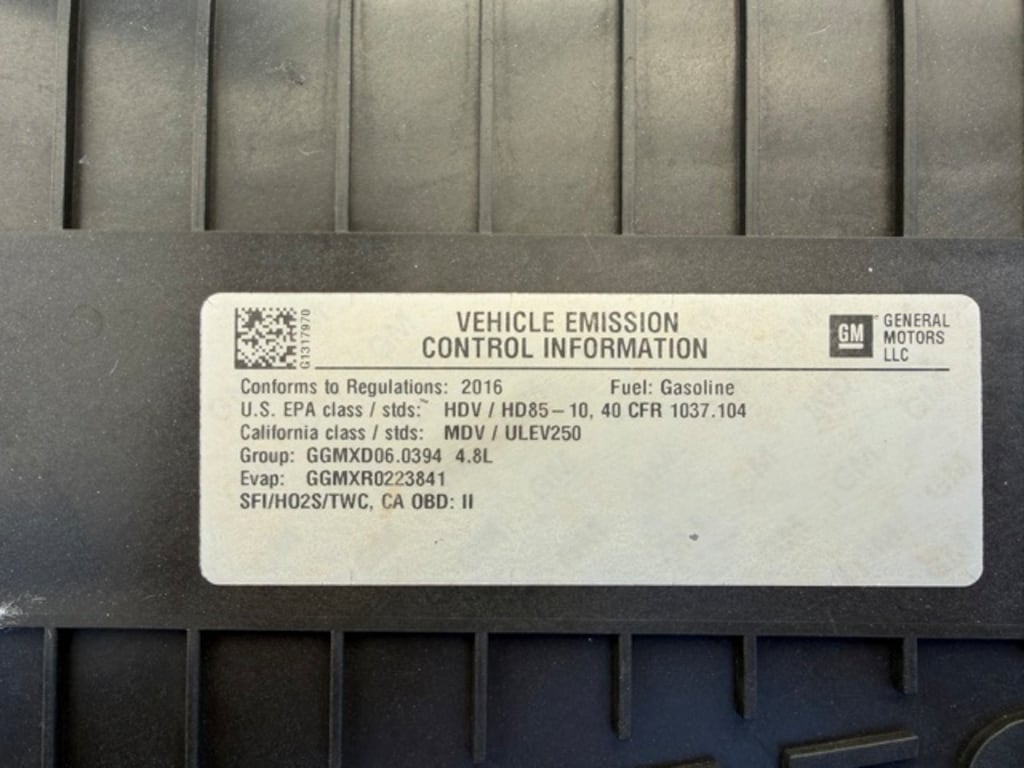 VEHICLE EMISSION
CONTROL INFORMATION
G1317970
GM GENERAL
MOTORS
LLC
Conforms to Regulations: 2016 Fuel: Gasoline
U.S. EPA class / stds: HDV / HD85-10, 40 CFR 1037.104
California class / stds: MDV / ULEV250
Group: GGMXD06.0394 4.8L
Evap: GGMXR0223841
SFI/HO2S/TWC, CA OBD: II